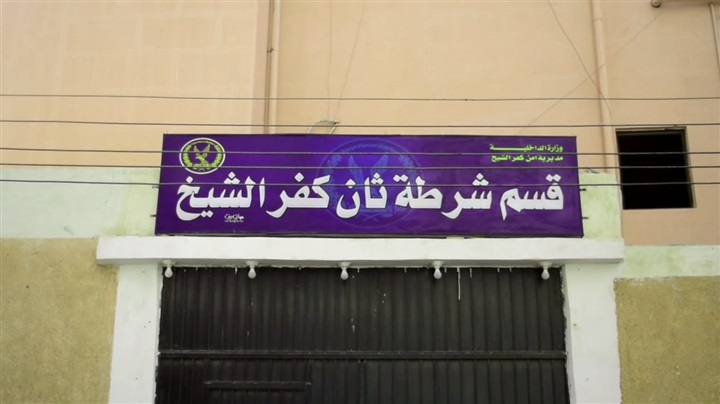 وزارة الداخلية
مديرية امن كفر الشيخ
قسم شرطة ثان كفر الشيخ